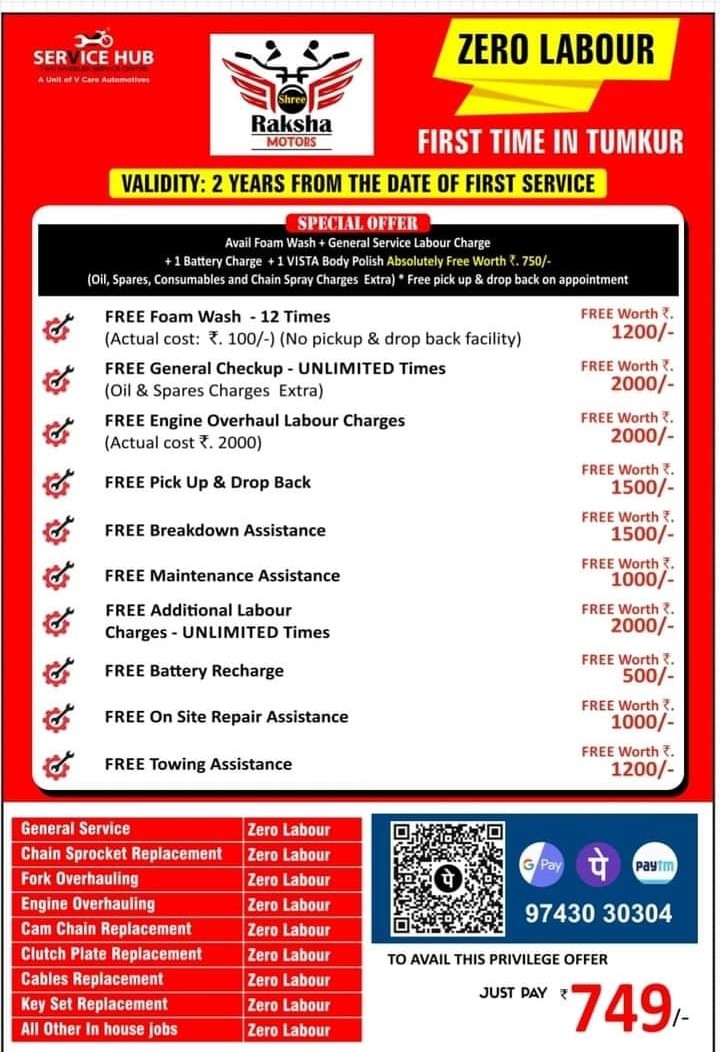 SERVICE HUB
A Unit of V Care Automotives
Shree
Raksha
MOTORS
ZERO LABOUR
FIRST TIME IN TUMKUR
VALIDITY: 2 YEARS FROM THE DATE OF FIRST SERVICE
SPECIAL OFFER
Avail Foam Wash + General Service Labour Charge
+ 1 Battery Charge + 1 VISTA Body Polish Absolutely Free Worth ₹. 750/-
(Oil, Spares, Consumables and Chain Spray Charges Extra) * Free pick up & drop back on appointment
FREE Foam Wash - 12 Times
(Actual cost: ₹. 100/-) (No pickup & drop back facility)
FREE Worth ₹.
1200/-
FREE General Checkup - UNLIMITED Times
(Oil & Spares Charges Extra)
FREE Worth ₹.
2000/-
FREE Engine Overhaul Labour Charges
(Actual cost ₹. 2000)
FREE Worth ₹.
2000/-
FREE Pick Up & Drop Back
FREE Worth ₹.
1500/-
FREE Breakdown Assistance
FREE Worth ₹.
1500/-
FREE Maintenance Assistance
FREE Worth ₹.
1000/-
FREE Additional Labour
Charges - UNLIMITED Times
FREE Worth ₹.
2000/-
FREE Battery Recharge
FREE Worth ₹.
500/-
FREE On Site Repair Assistance
FREE Worth ₹.
1000/-
FREE Towing Assistance
FREE Worth ₹.
1200/-
General Service Zero Labour
Chain Sprocket Replacement Zero Labour
Fork Overhauling Zero Labour
Engine Overhauling Zero Labour
Cam Chain Replacement Zero Labour
Clutch Plate Replacement Zero Labour
Cables Replacement Zero Labour
Key Set Replacement Zero Labour
All Other In house jobs Zero Labour
पे
G Pay पे paytm
97430 30304
TO AVAIL THIS PRIVILEGE OFFER
JUST PAY ₹749/-